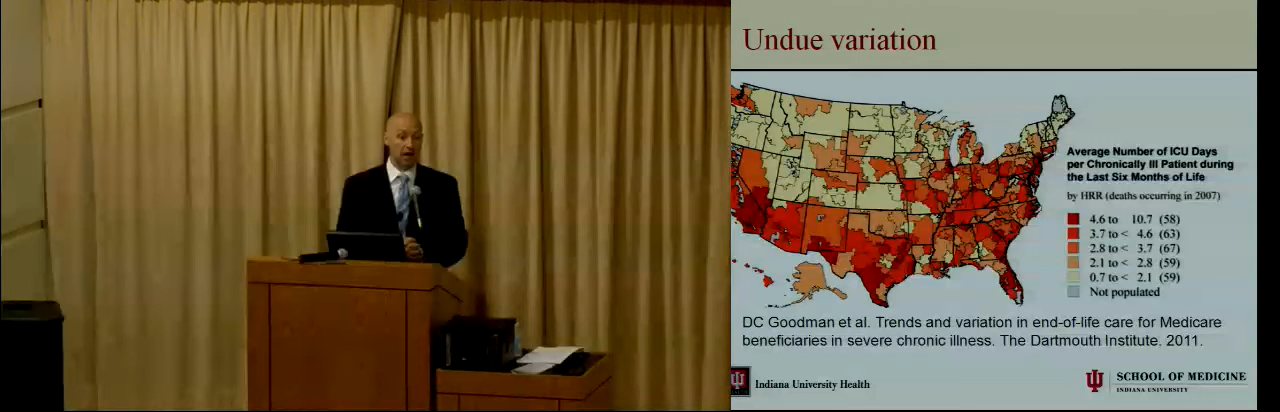 Undue variation
Average Number of ICU Days
per Chronically Ill Patient during
the Last Six Months of Life
by HRR (deaths occurring in 2007)
4.6 to 10.7 (58)
3.7 to < 4.6 (63)
2.8 to < 3.7 (67)
2.1 to < 2.8 (59)
0.7 to < 2.1 (59)
Not populated
DC Goodman et al. Trends and variation in end-of-life care for Medicare
beneficiaries in severe chronic illness. The Dartmouth Institute. 2011.
Indiana University Health
SCHOOL OF MEDICINE
INDIANA UNIVERSITY